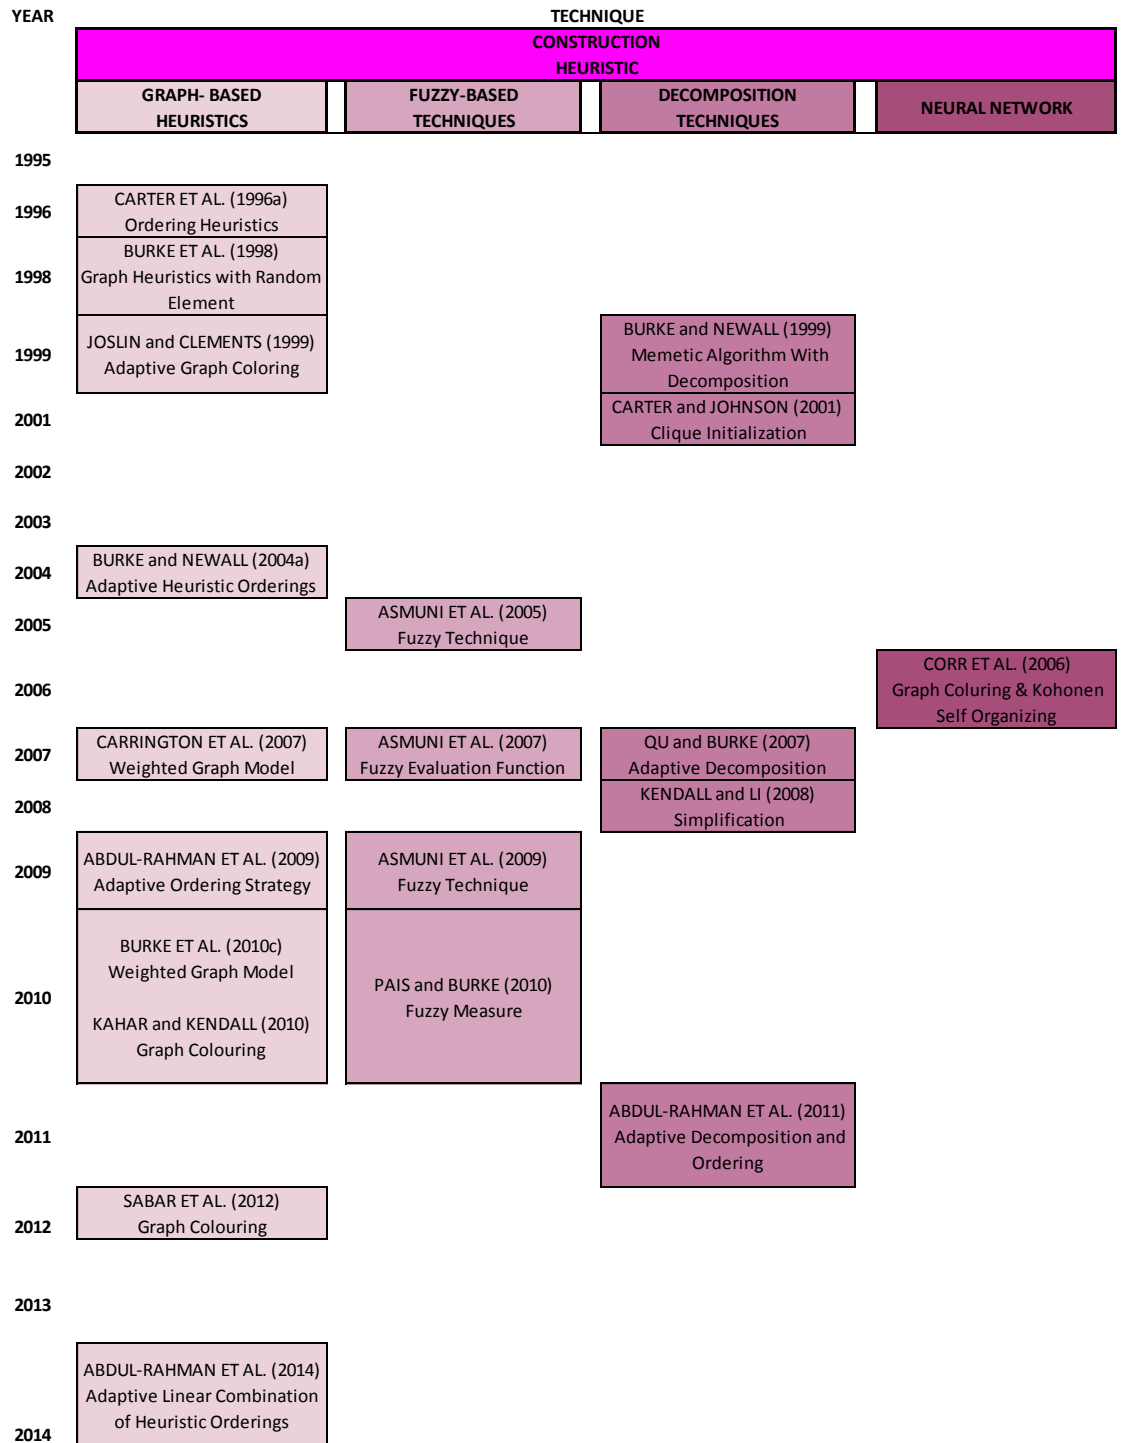 YEAR
TECHNIQUE
CONSTRUCTION
HEURISTIC
GRAPH- BASED
HEURISTICS
FUZZY-BASED
TECHNIQUES
DECOMPOSITION
TECHNIQUES
NEURAL NETWORK
1995
1996
CARTER ET AL. (1996a)
Ordering Heuristics
1998
BURKE ET AL. (1998)
Graph Heuristics with Random
Element
1999
JOSLIN and CLEMENTS (1999)
Adaptive Graph Coloring
BURKE and NEWALL (1999)
Memetic Algorithm With
Decomposition
2001
CARTER and JOHNSON (2001)
Clique Initialization
2002
2003
2004
BURKE and NEWALL (2004a)
Adaptive Heuristic Orderings
2005
ASMUNI ET AL. (2005)
Fuzzy Technique
2006
CORR ET AL. (2006)
Graph Coluring & Kohonen
Self Organizing
2007
CARRINGTON ET AL. (2007)
Weighted Graph Model
ASMUNI ET AL. (2007)
Fuzzy Evaluation Function
QU and BURKE (2007)
Adaptive Decomposition
2008
KENDALL and LI (2008)
Simplification
2009
ABDUL-RAHMAN ET AL. (2009)
Adaptive Ordering Strategy
ASMUNI ET AL. (2009)
Fuzzy Technique
2010
BURKE ET AL. (2010c)
Weighted Graph Model
KAHAR and KENDALL (2010)
Graph Colouring
PAIS and BURKE (2010)
Fuzzy Measure
2011
ABDUL-RAHMAN ET AL. (2011)
Adaptive Decomposition and
Ordering
2012
SABAR ET AL. (2012)
Graph Colouring
2013
2014
ABDUL-RAHMAN ET AL. (2014)
Adaptive Linear Combination
of Heuristic Orderings